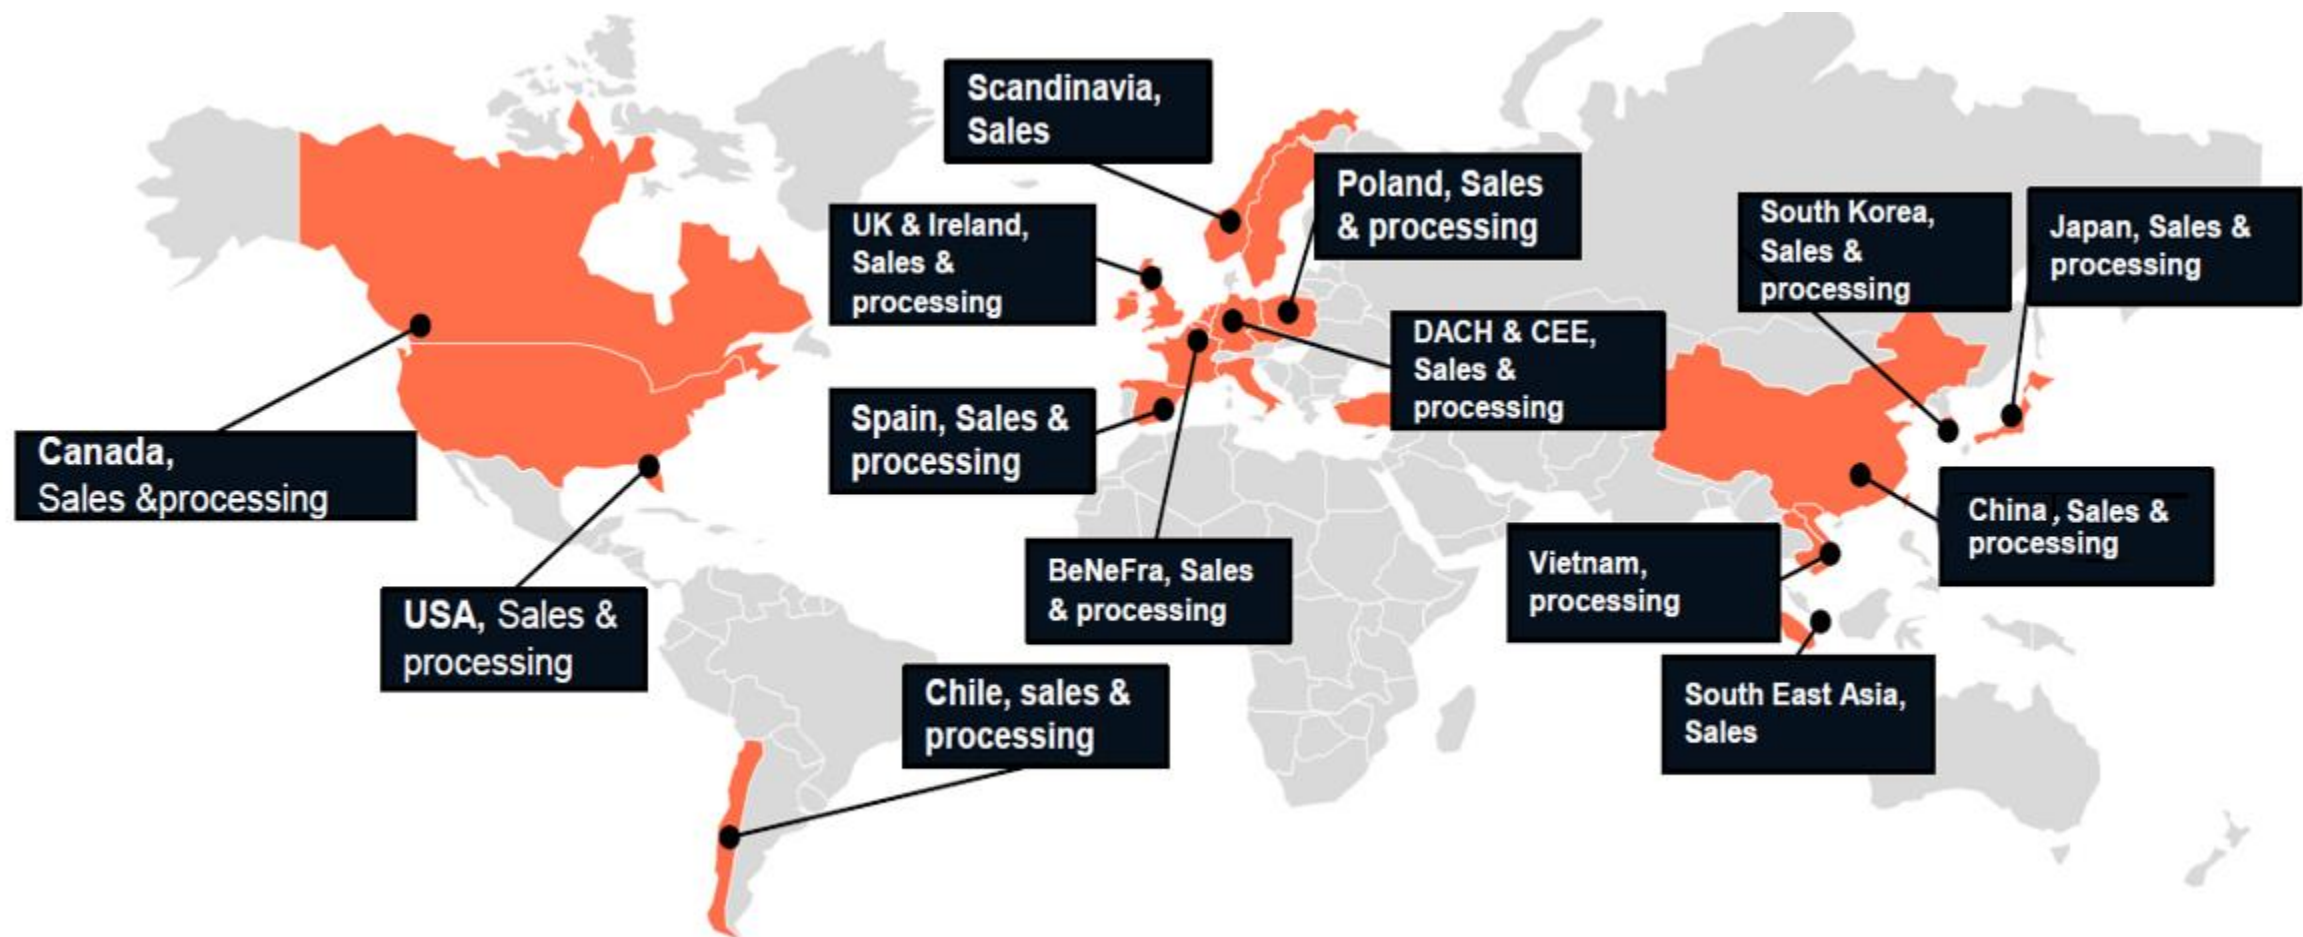 Scandinavia,
Sales
Poland, Sales
& processing
UK & Ireland,
Sales &
processing
South Korea,
Sales &
processing
Japan, Sales &
processing
DACH & CEE,
Sales &
processing
Spain, Sales &
processing
Canada,
Sales &processing
China, Sales &
processing
BeNeFra, Sales
& processing
Vietnam,
processing
USA, Sales &
processing
Chile, sales &
processing
South East Asia,
Sales